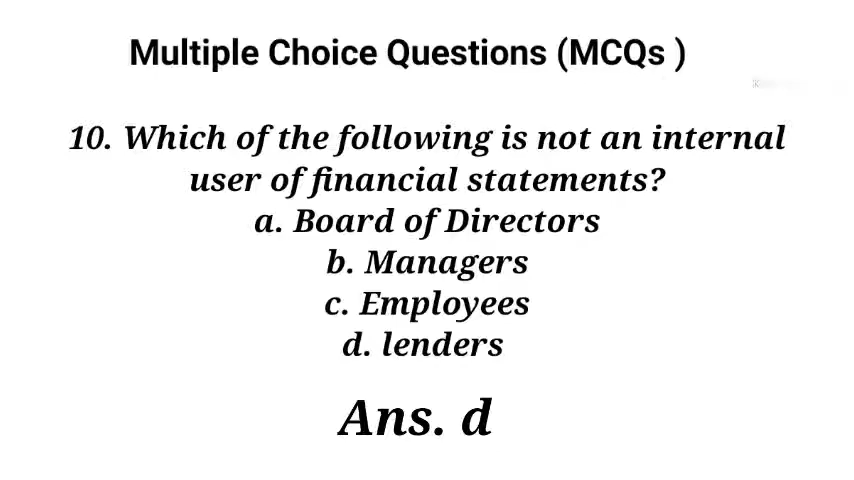 Multiple Choice Questions (MCQs )
10. Which of the following is not an internal
user of financial statements?
a. Board of Directors
b. Managers
c. Employees
d. lenders
Ans. d